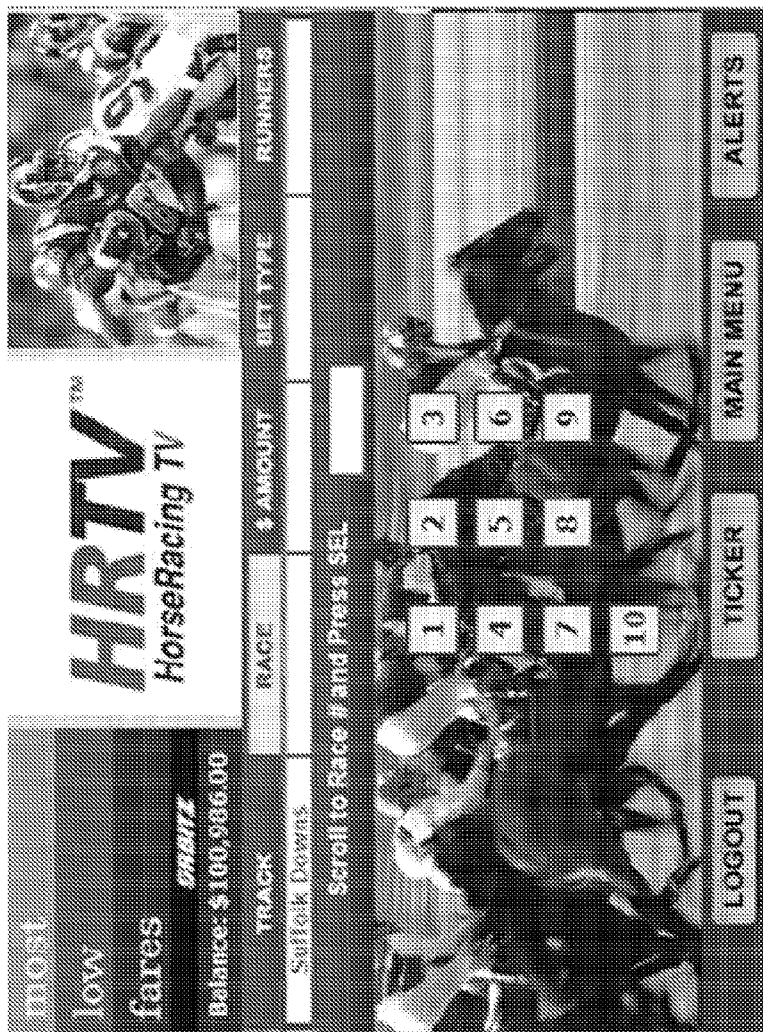 most
low
fares
HRTV™
HorseRacing TV
Balance: $100,986.00
TRACK RACE $ AMOUNT BET TYPE RUNNERS
Suffolk Downs
Scroll to Race # and Press SEL
1 2 3
4 5 6
7 8 9
10
LOGOUT TICKER MAIN MENU ALERTS